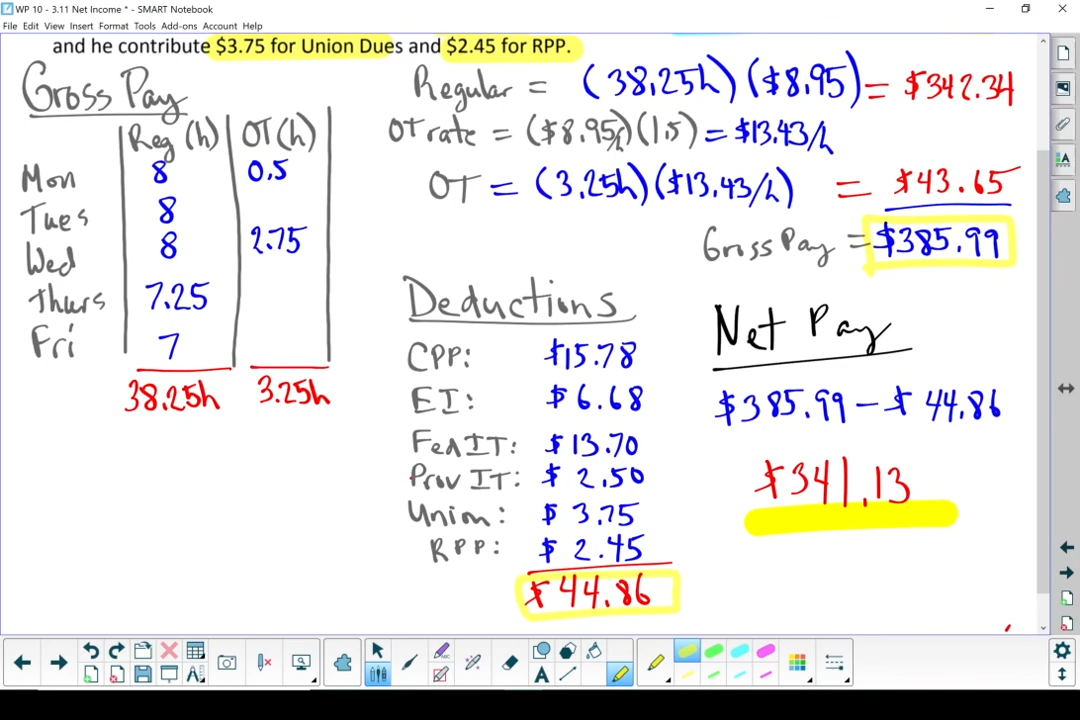 WP 10 - 3.11 Net Income * - SMART Notebook
File Edit View Insert Format Tools Add-ons Account Help
and he contribute $3.75 for Union Dues and $2.45 for RPP.
Gross Pay
Reg (h) OT (h)
Mon 8 0.5
Tues 8
Wed 8 2.75
Thurs 7.25
Fri 7
38.25h 3.25h
Regular = (38.25h)($8.95) = $342.34
OT rate = ($8.95/h)(1.5) = $13.43/h
OT = (3.25h)($13.43/h) = $43.65
Gross Pay = $385.99
Deductions
CPP: $15.78
EI: $6.68
Fed IT: $13.70
Prov IT: $2.50
Union: $3.75
RPP: $2.45
$44.86
Net Pay
$385.99 - $44.86
$341.13